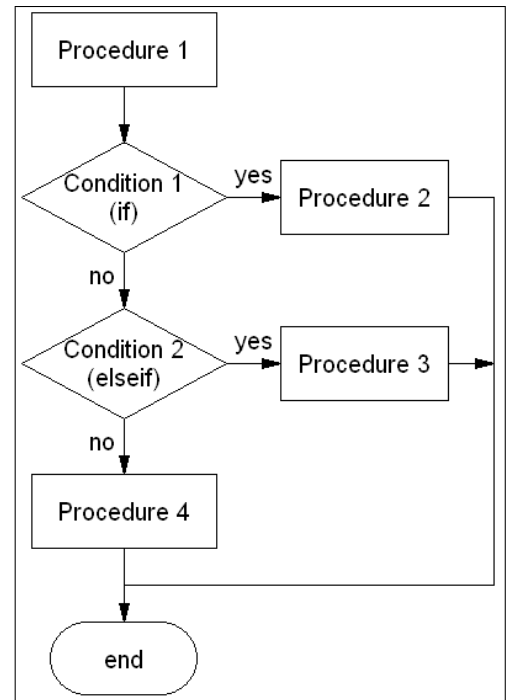 Procedure 1
Condition 1
(if)
yes
Procedure 2
no
Condition 2
(elseif)
yes
Procedure 3
no
Procedure 4
end